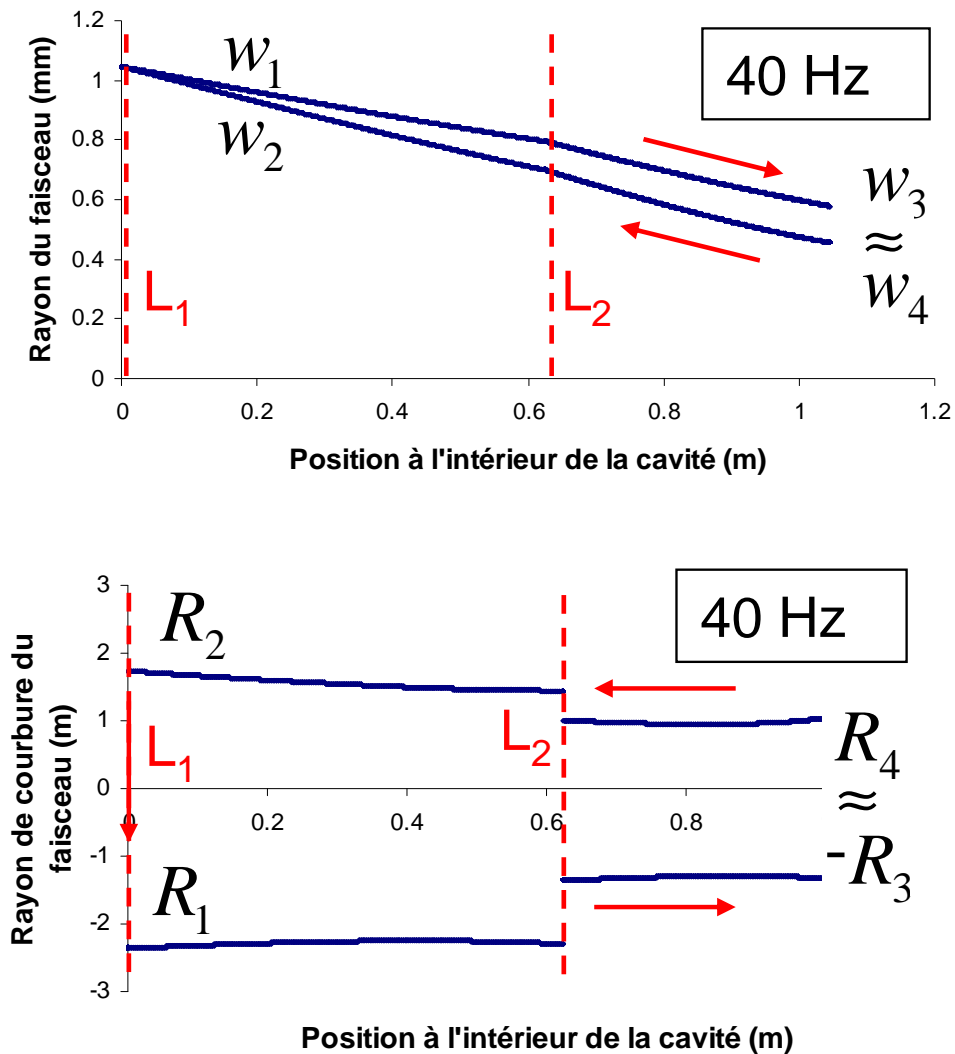 1.2
1
0.8
0.6
0.4
0.2
0
Rayon du faisceau (mm)
w1
w2
40 Hz
w3
≈
w4
L1
L2
0 0.2 0.4 0.6 0.8 1 1.2
Position à l'intérieur de la cavité (m)
3
2
1
0
-1
-2
-3
Rayon de courbure du
faisceau (m)
R2
40 Hz
L1
L2
R4
≈
-R3
0.2 0.4 0.6 0.8
R1
Position à l'intérieur de la cavité (m)